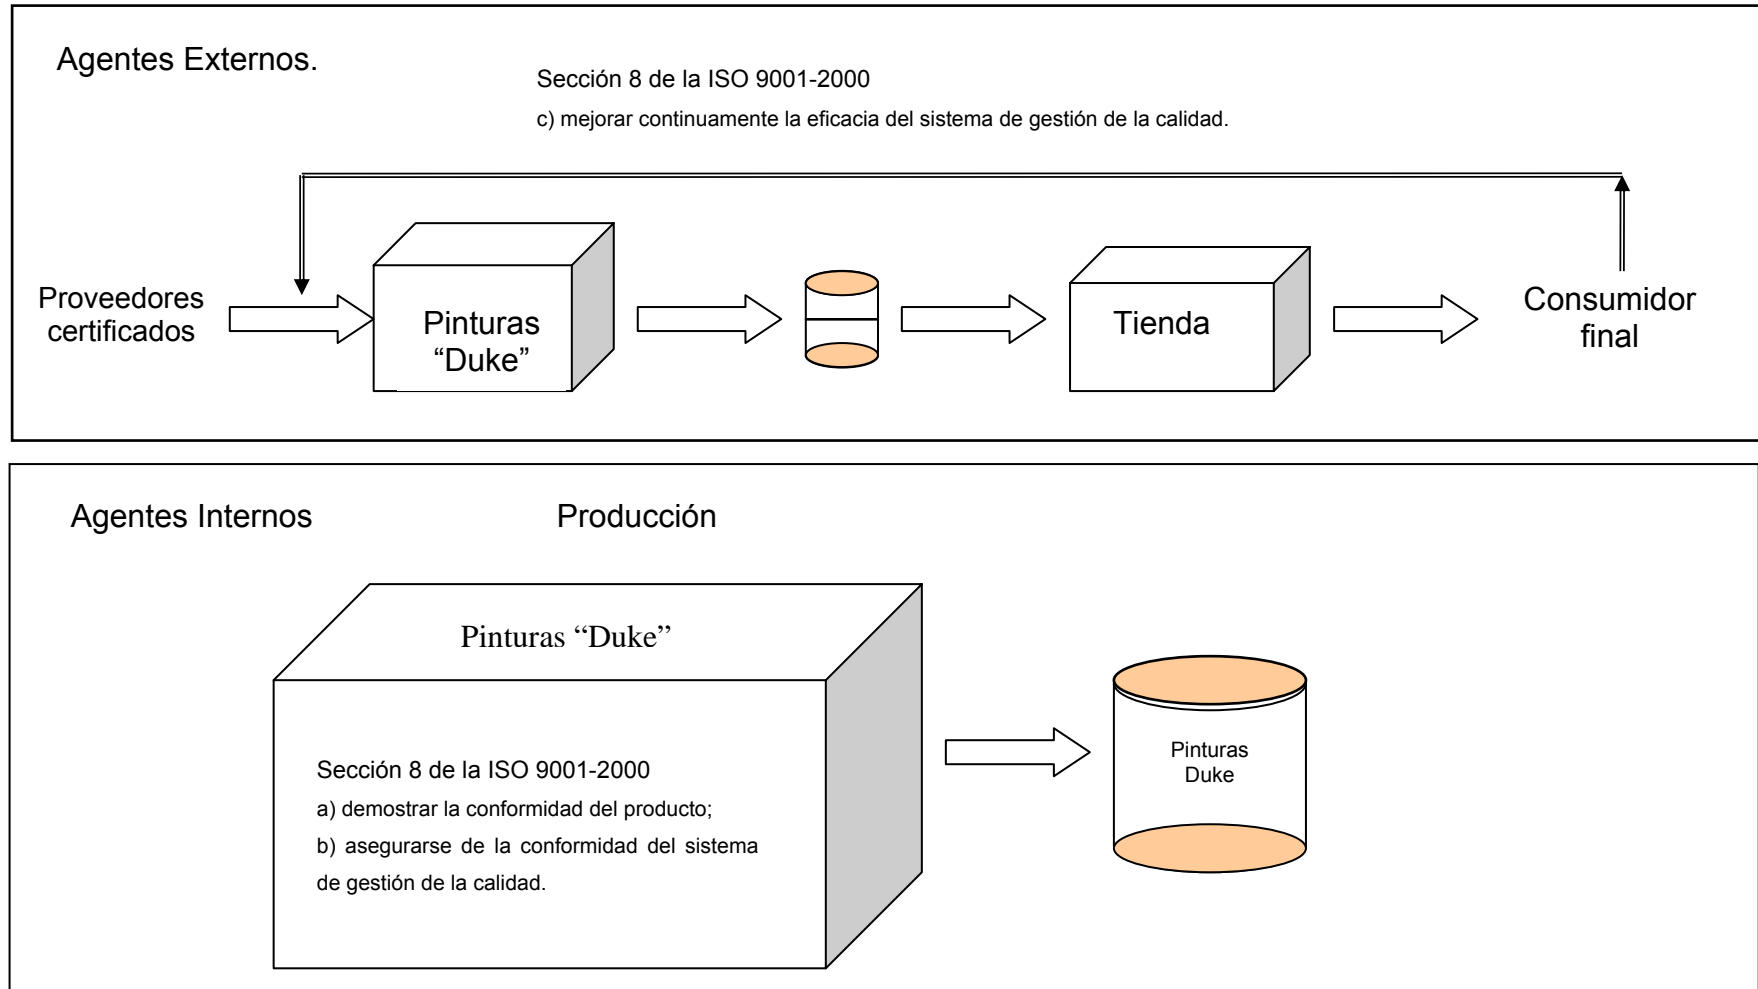 Agentes Externos.
Sección 8 de la ISO 9001-2000
c) mejorar continuamente la eficacia del sistema de gestión de la calidad.
Proveedores
certificados
Pinturas
“Duke”
Tienda
Consumidor
final
Agentes Internos
Producción
Pinturas “Duke”
Sección 8 de la ISO 9001-2000
a) demostrar la conformidad del producto;
b) asegurarse de la conformidad del sistema
de gestión de la calidad.
Pinturas
Duke